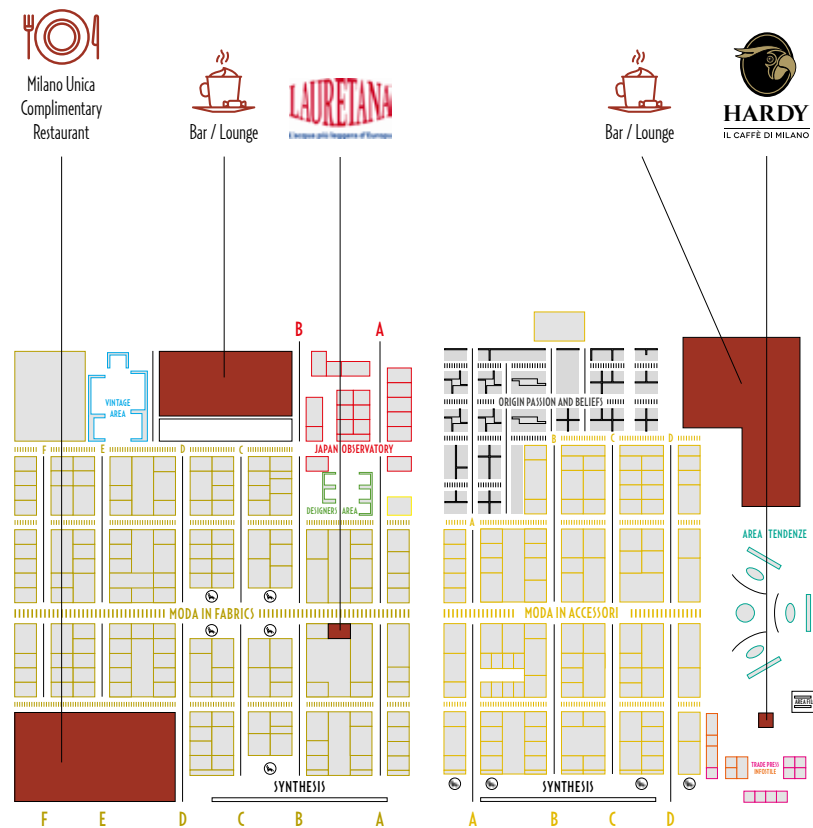 Milano Unica
Complimentary
Restaurant
Bar / Lounge
LAURETANA
L'acqua più leggera d'Europa
Bar / Lounge
HARDY
IL CAFFÈ DI MILANO
B
A
VINTAGE
AREA
ORIGIN PASSION AND BELIEFS
F
E
D
C
JAPAN OBSERVATORY
B
C
D
DESIGNERS AREA
A
AREA TENDENZE
MODA IN FABRICS
MODA IN ACCESSORI
TRADE PRESS
INFOSTILE
SYNTHESIS
SYNTHESIS
F
E
D
C
B
A
A
B
C
D